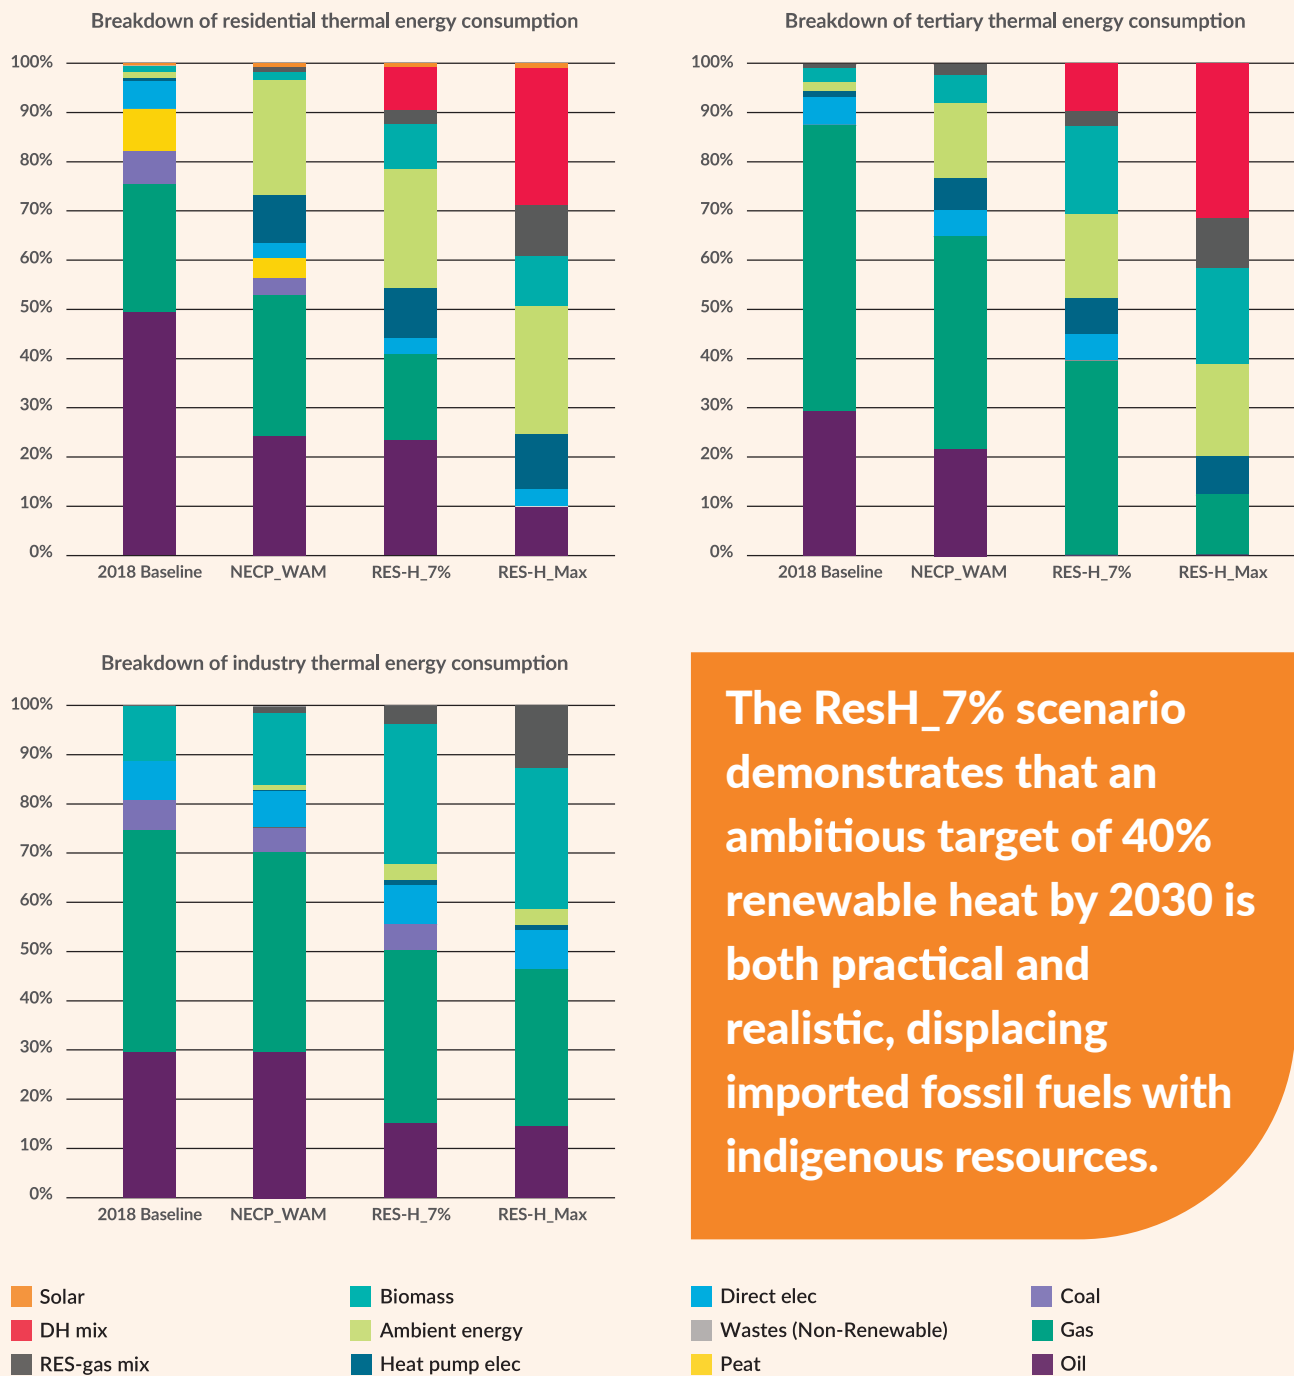 Breakdown of residential thermal energy consumption
100%
90%
80%
70%
60%
50%
40%
30%
20%
10%
0%
2018 Baseline NECP_WAM RES-H_7% RES-H_Max
Breakdown of tertiary thermal energy consumption
100%
90%
80%
70%
60%
50%
40%
30%
20%
10%
0%
2018 Baseline NECP_WAM RES-H_7% RES-H_Max
Breakdown of industry thermal energy consumption
100%
90%
80%
70%
60%
50%
40%
30%
20%
10%
0%
2018 Baseline NECP_WAM RES-H_7% RES-H_Max
The ResH_7% scenario
demonstrates that an
ambitious target of 40%
renewable heat by 2030 is
both practical and
realistic, displacing
imported fossil fuels with
indigenous resources.
Solar
DH mix
RES-gas mix
Biomass
Ambient energy
Heat pump elec
Direct elec
Wastes (Non-Renewable)
Peat
Coal
Gas
Oil